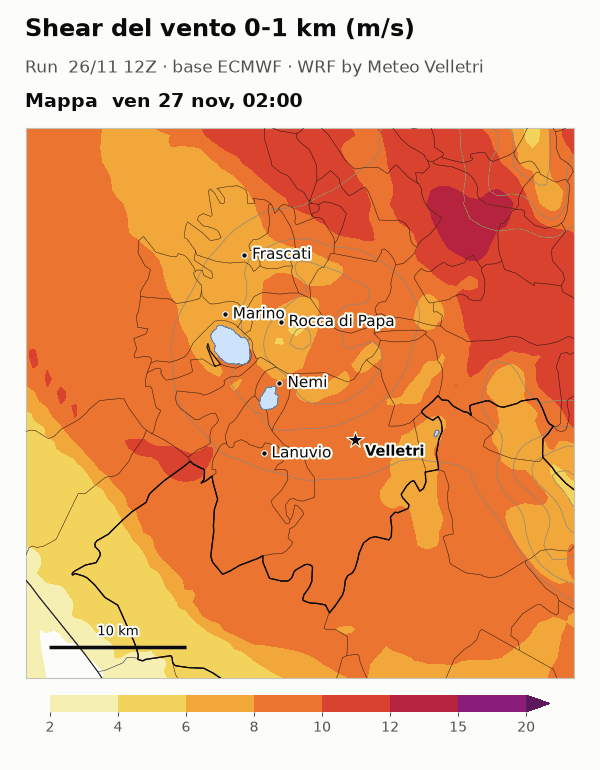 Shear del vento 0-1 km (m/s)
Run  26/11 12Z · base ECMWF · WRF by Meteo Velletri
Mappa  ven 27 nov, 02:00
Frascati
Marino
Rocca di Papa
Nemi
Velletri
Lanuvio
10 km
2 4 6 8 10 12 15 20